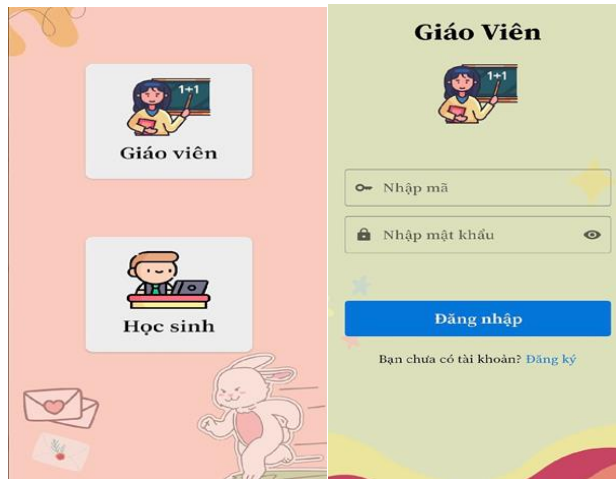 1+1
Giáo viên
Học sinh
Giáo Viên
1+1
Nhập mã
Nhập mật khẩu
Đăng nhập
Bạn chưa có tài khoản? Đăng ký